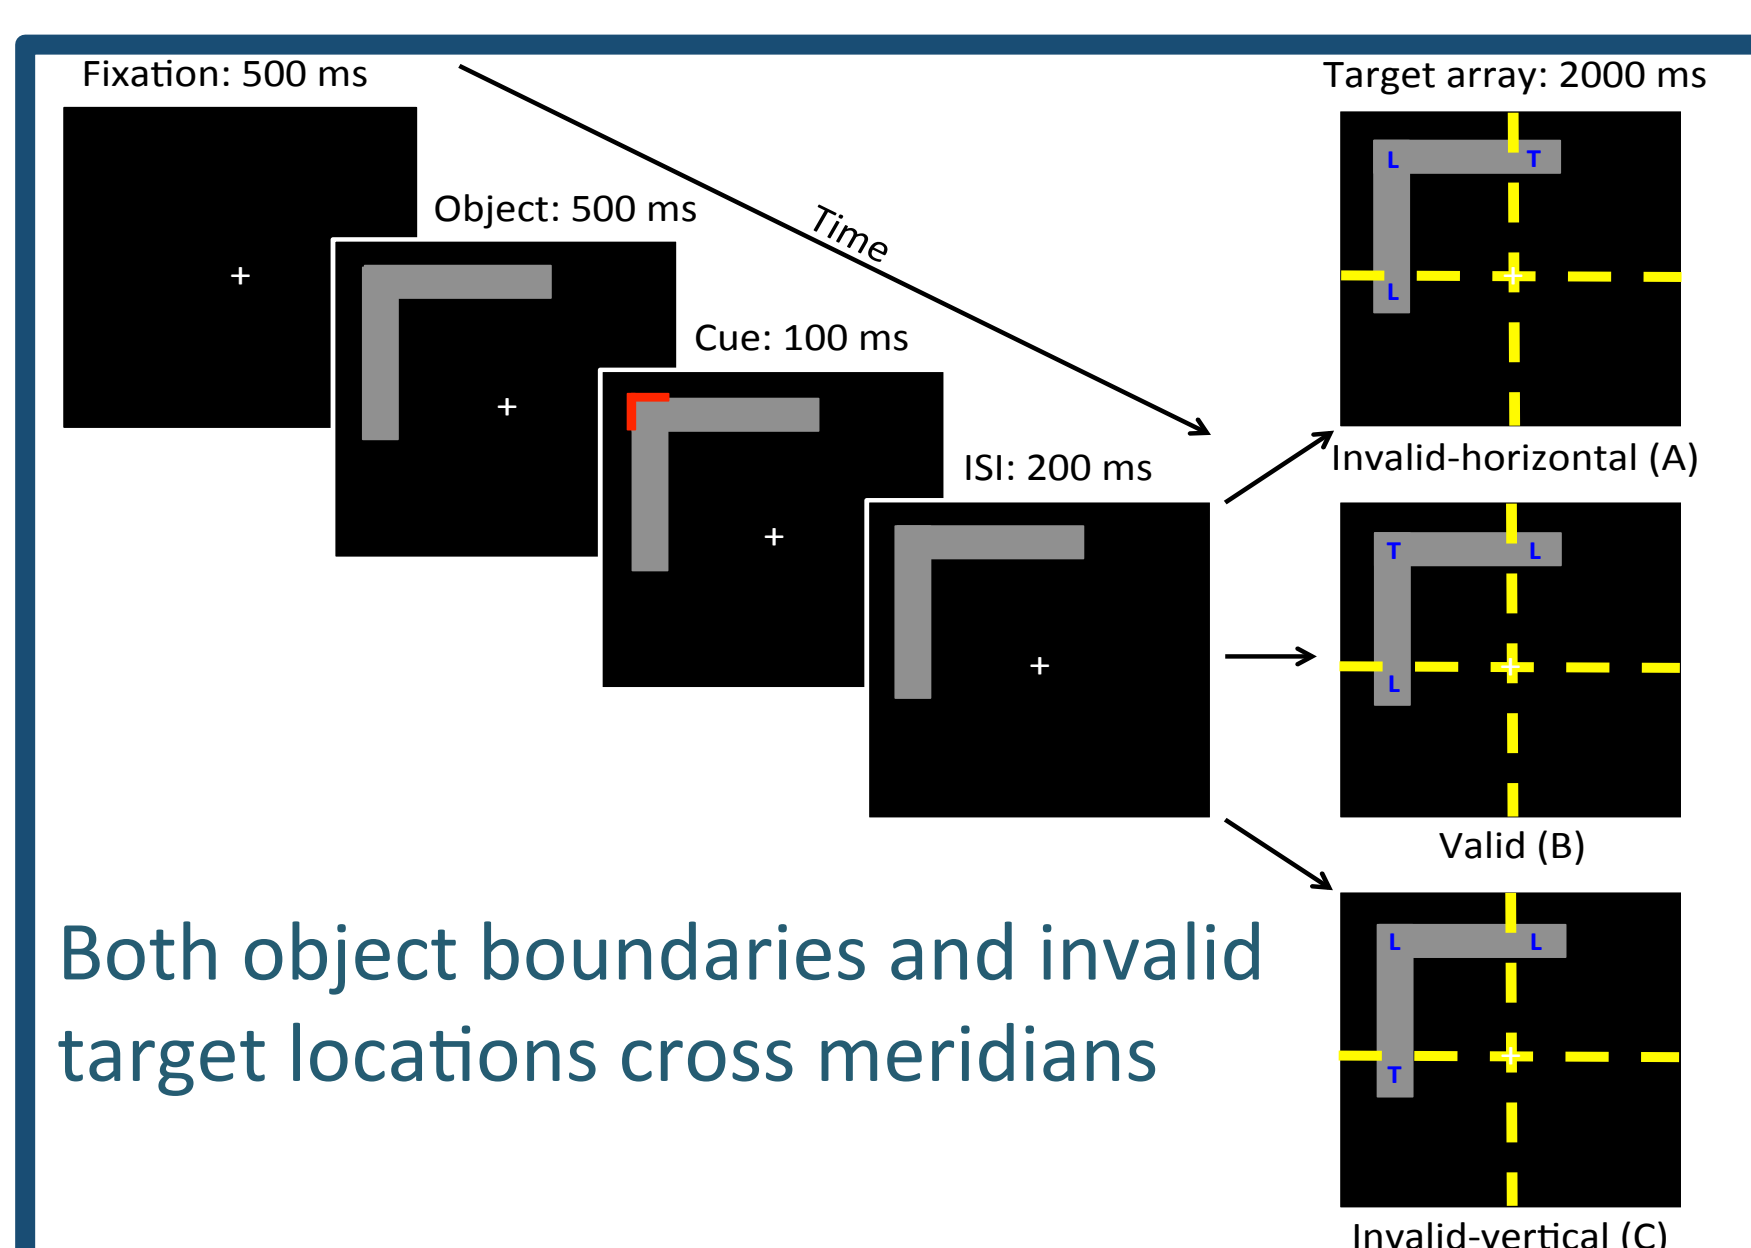 Fixation: 500 ms
Object: 500 ms
Cue: 100 ms
ISI: 200 ms
Time
Target array: 2000 ms
L T
L
Invalid-horizontal (A)
T L
L
Valid (B)
L L
T
Invalid-vertical (C)
Both object boundaries and invalid
target locations cross meridians